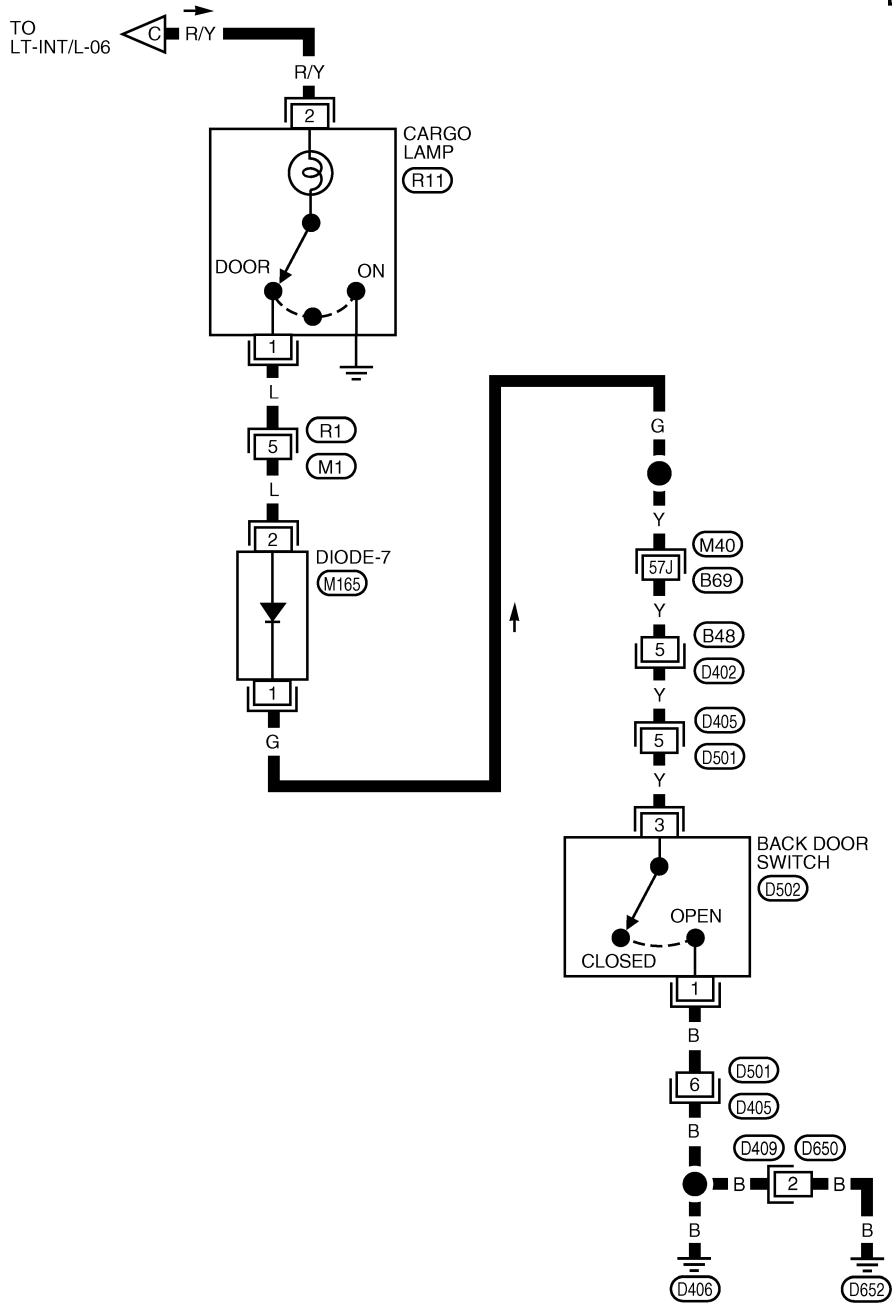 TO
LT-INT/L-06
C
R/Y
R/Y
2
CARGO
LAMP
R11
DOOR
ON
1
L
5
R1
M1
L
2
DIODE-7
M165
1
G
G
Y
57J
M40
B69
Y
5
B48
D402
Y
5
D405
D501
Y
3
BACK DOOR
SWITCH
D502
OPEN
CLOSED
1
B
6
D501
D405
B
D409
D650
B
2
B
B
B
D406
D652